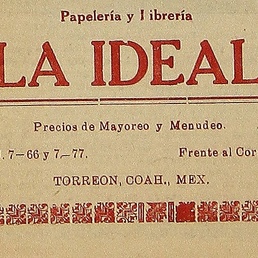 Papelería y Librería
LA IDEAL
Precios de Mayoreo y Menudeo.
. 7–66 y 7.–77. Frente al Cor
TORREON, COAH., MEX.